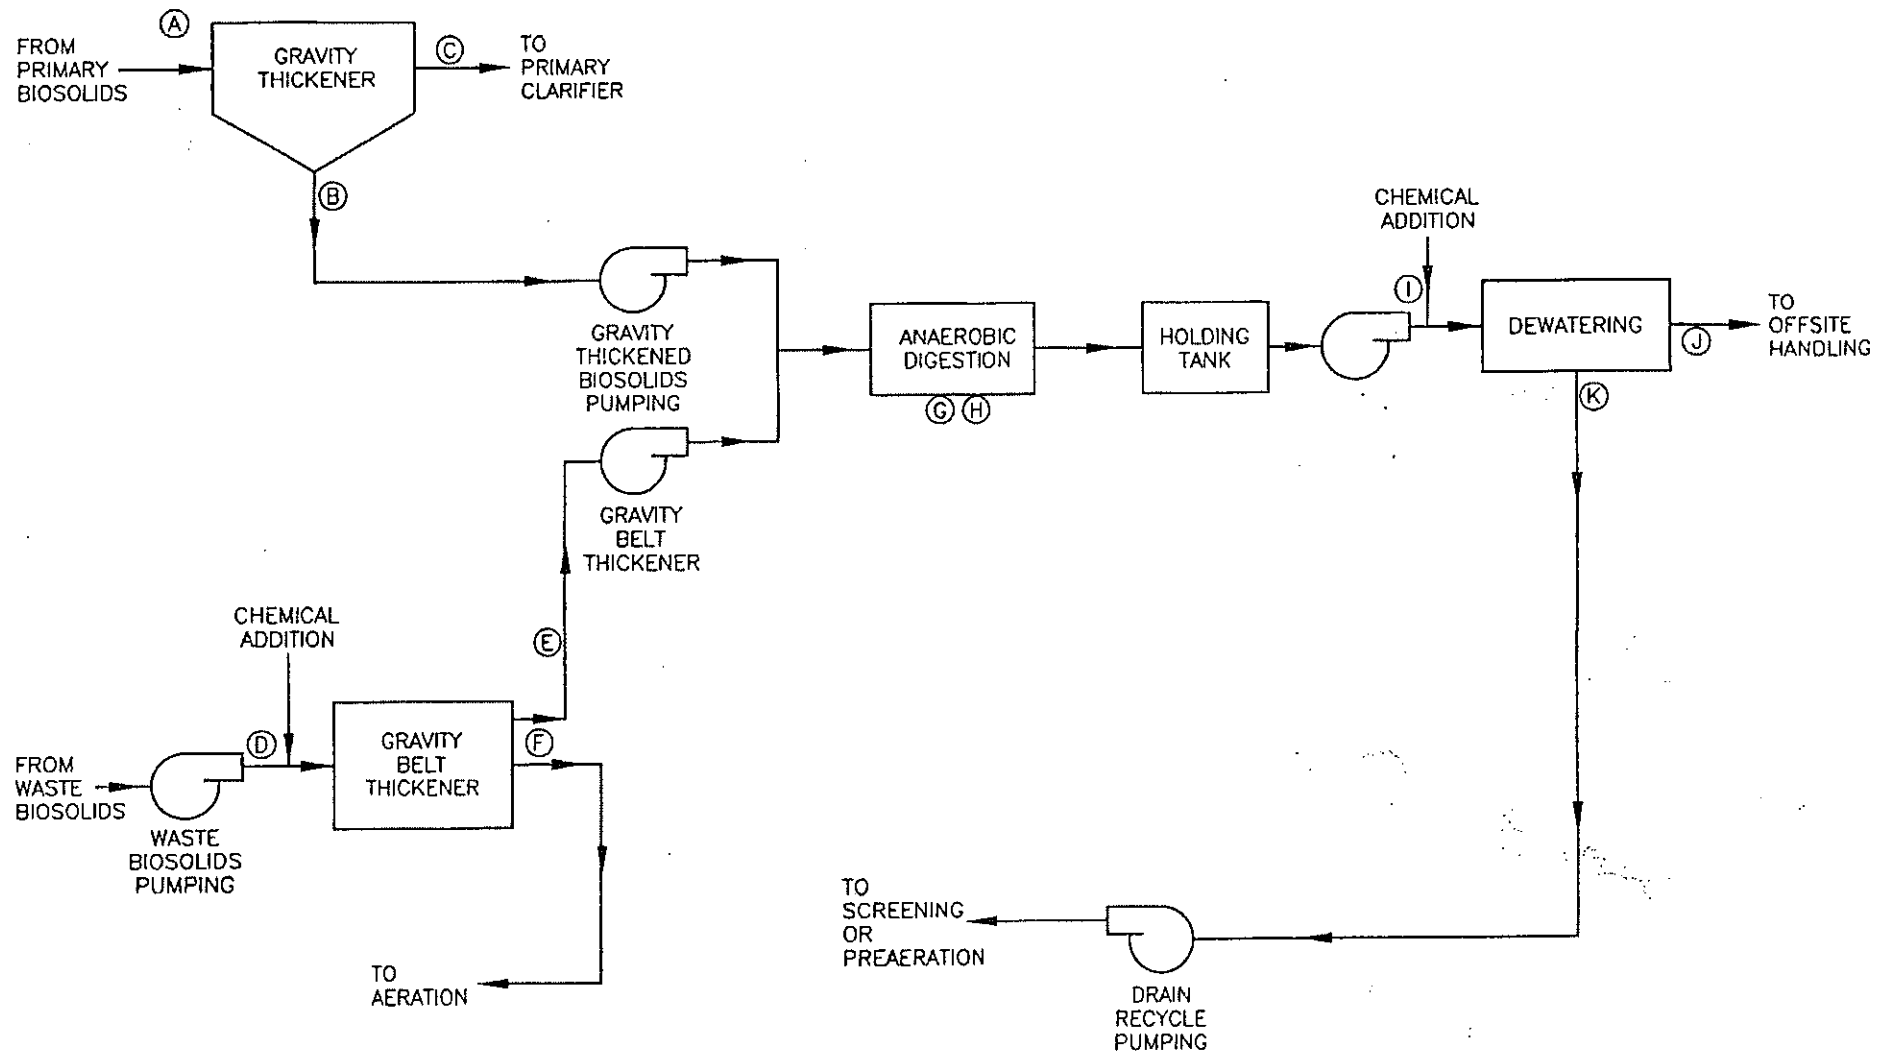 A
FROM
PRIMARY
BIOSOLIDS
GRAVITY
THICKENER
C
TO
PRIMARY
CLARIFIER
B
GRAVITY
THICKENED
BIOSOLIDS
PUMPING
GRAVITY
BELT
THICKENER
ANAEROBIC
DIGESTION
G H
HOLDING
TANK
CHEMICAL
ADDITION
I
DEWATERING
J
TO
OFFSITE
HANDLING
K
CHEMICAL
ADDITION
E
FROM
WASTE
BIOSOLIDS
D
WASTE
BIOSOLIDS
PUMPING
GRAVITY
BELT
THICKENER
F
TO
AERATION
TO
SCREENING
OR
PREAERATION
DRAIN
RECYCLE
PUMPING